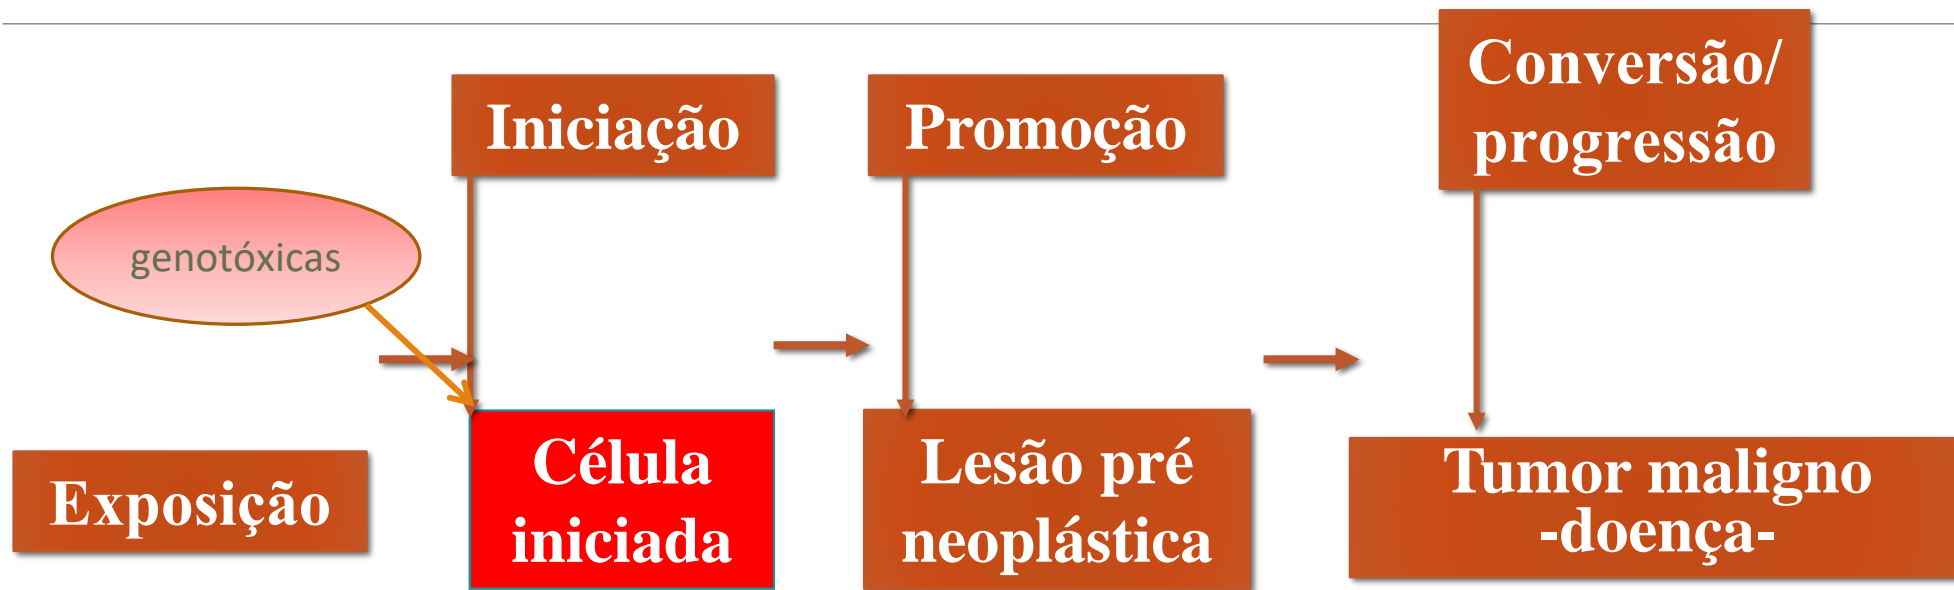 Iniciação
Promoção
Conversão/
progressão
genotóxicas
Exposição
Célula
iniciada
Lesão pré
neoplástica
Tumor maligno
-doença-